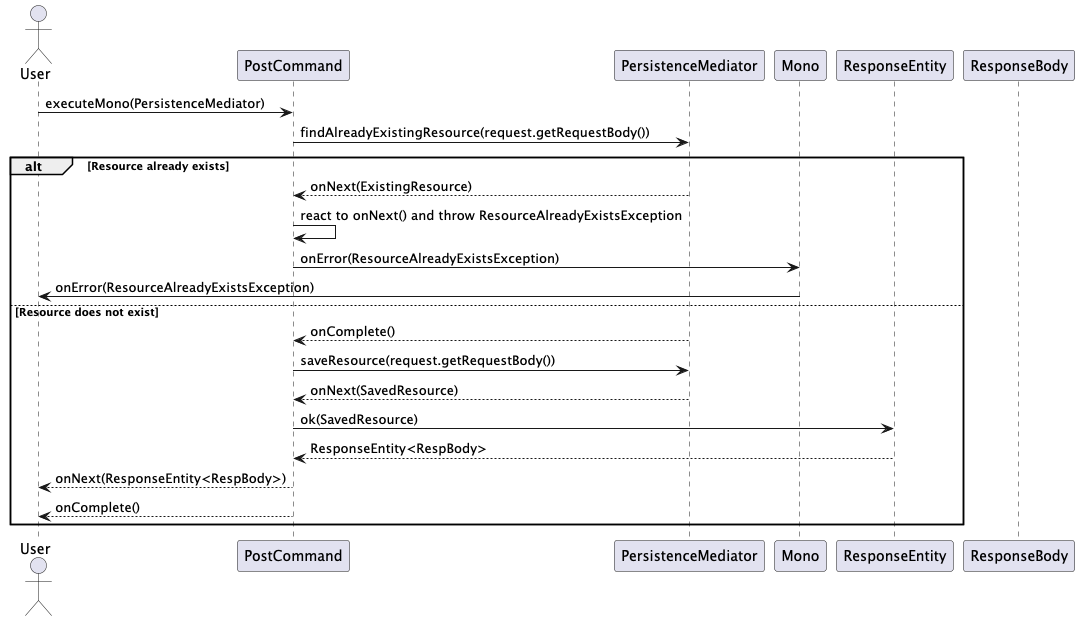 User
PostCommand
PersistenceMediator
Mono
ResponseEntity
ResponseBody
executeMono(PersistenceMediator)
findAlreadyExistingResource(request.getRequestBody())
alt
[Resource already exists]
onNext(ExistingResource)
react to onNext() and throw ResourceAlreadyExistsException
onError(ResourceAlreadyExistsException)
onError(ResourceAlreadyExistsException)
[Resource does not exist]
onComplete()
saveResource(request.getRequestBody())
onNext(SavedResource)
ok(SavedResource)
ResponseEntity<RespBody>
onNext(ResponseEntity<RespBody>)
onComplete()
User
PostCommand
PersistenceMediator
Mono
ResponseEntity
ResponseBody